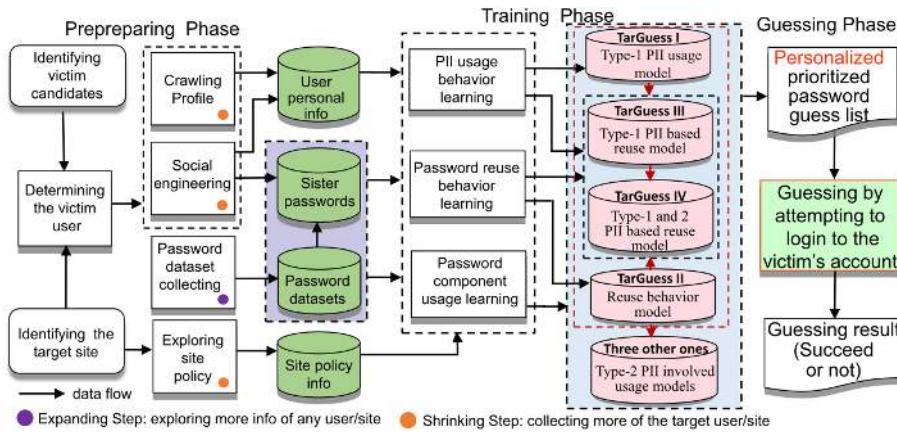 Prepreparing Phase
Training Phase
Guessing Phase
Identifying
victim
candidates
Determining
the victim
user
Identifying the
target site
Crawling
Profile
Social
engineering
Password
dataset
collecting
Exploring
site
policy
User
personal
info
Sister
passwords
Password
datasets
Site policy
info
PII usage
behavior
learning
Password reuse
behavior
learning
Password
component
usage learning
TarGuess I
Type-1 PII usage
model
TarGuess III
Type-1 PII based
reuse model
TarGuess IV
Type-1 and 2
PII based reuse model
TarGuess II
Reuse behavior
model
Three other ones
Type-2 PII involved
usage models
Personalized
prioritized
password
guess list
Guessing by
attempting to
login to the
victim's account
Guessing result
(Succeed
or not)
data flow
Expanding Step: exploring more info of any user/site
Shrinking Step: collecting more of the target user/site